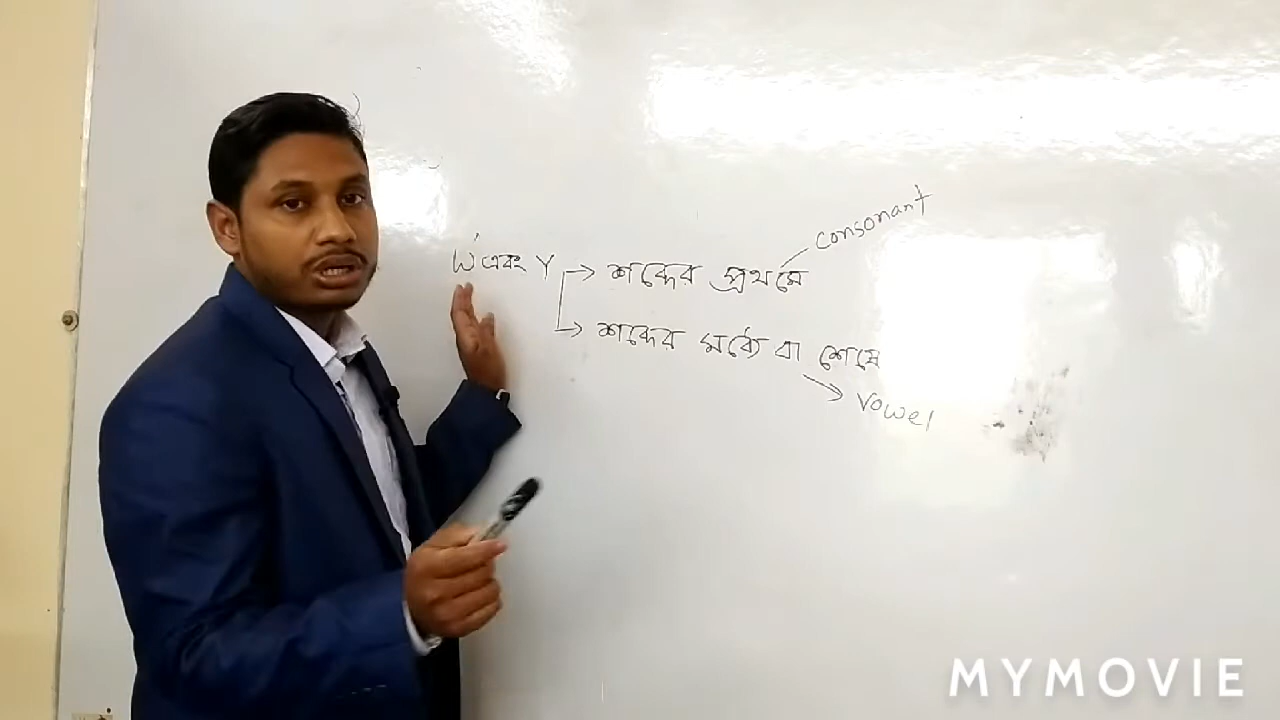 consonant
W এবং Y → শব্দের প্রথমে
→ শব্দের মধ্যে বা শেষে
→ vowel
MYMOVIE